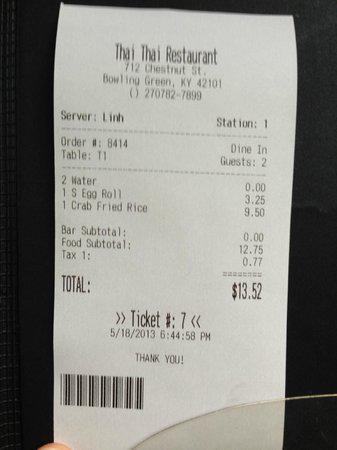 Thai Thai Restaurant
712 Chestnut St.
Bowling Green, KY 42101
() 270782-7899
Server: Linh Station: 1
Order #: 8414 Dine In
Table: T1 Guests: 2
2 Water 0.00
1 S Egg Roll 3.25
1 Crab Fried Rice 9.50
Bar Subtotal: 0.00
Food Subtotal: 12.75
Tax 1: 0.77
TOTAL: $13.52
>> Ticket #: 7 <<
5/18/2013 6:44:58 PM
THANK YOU!